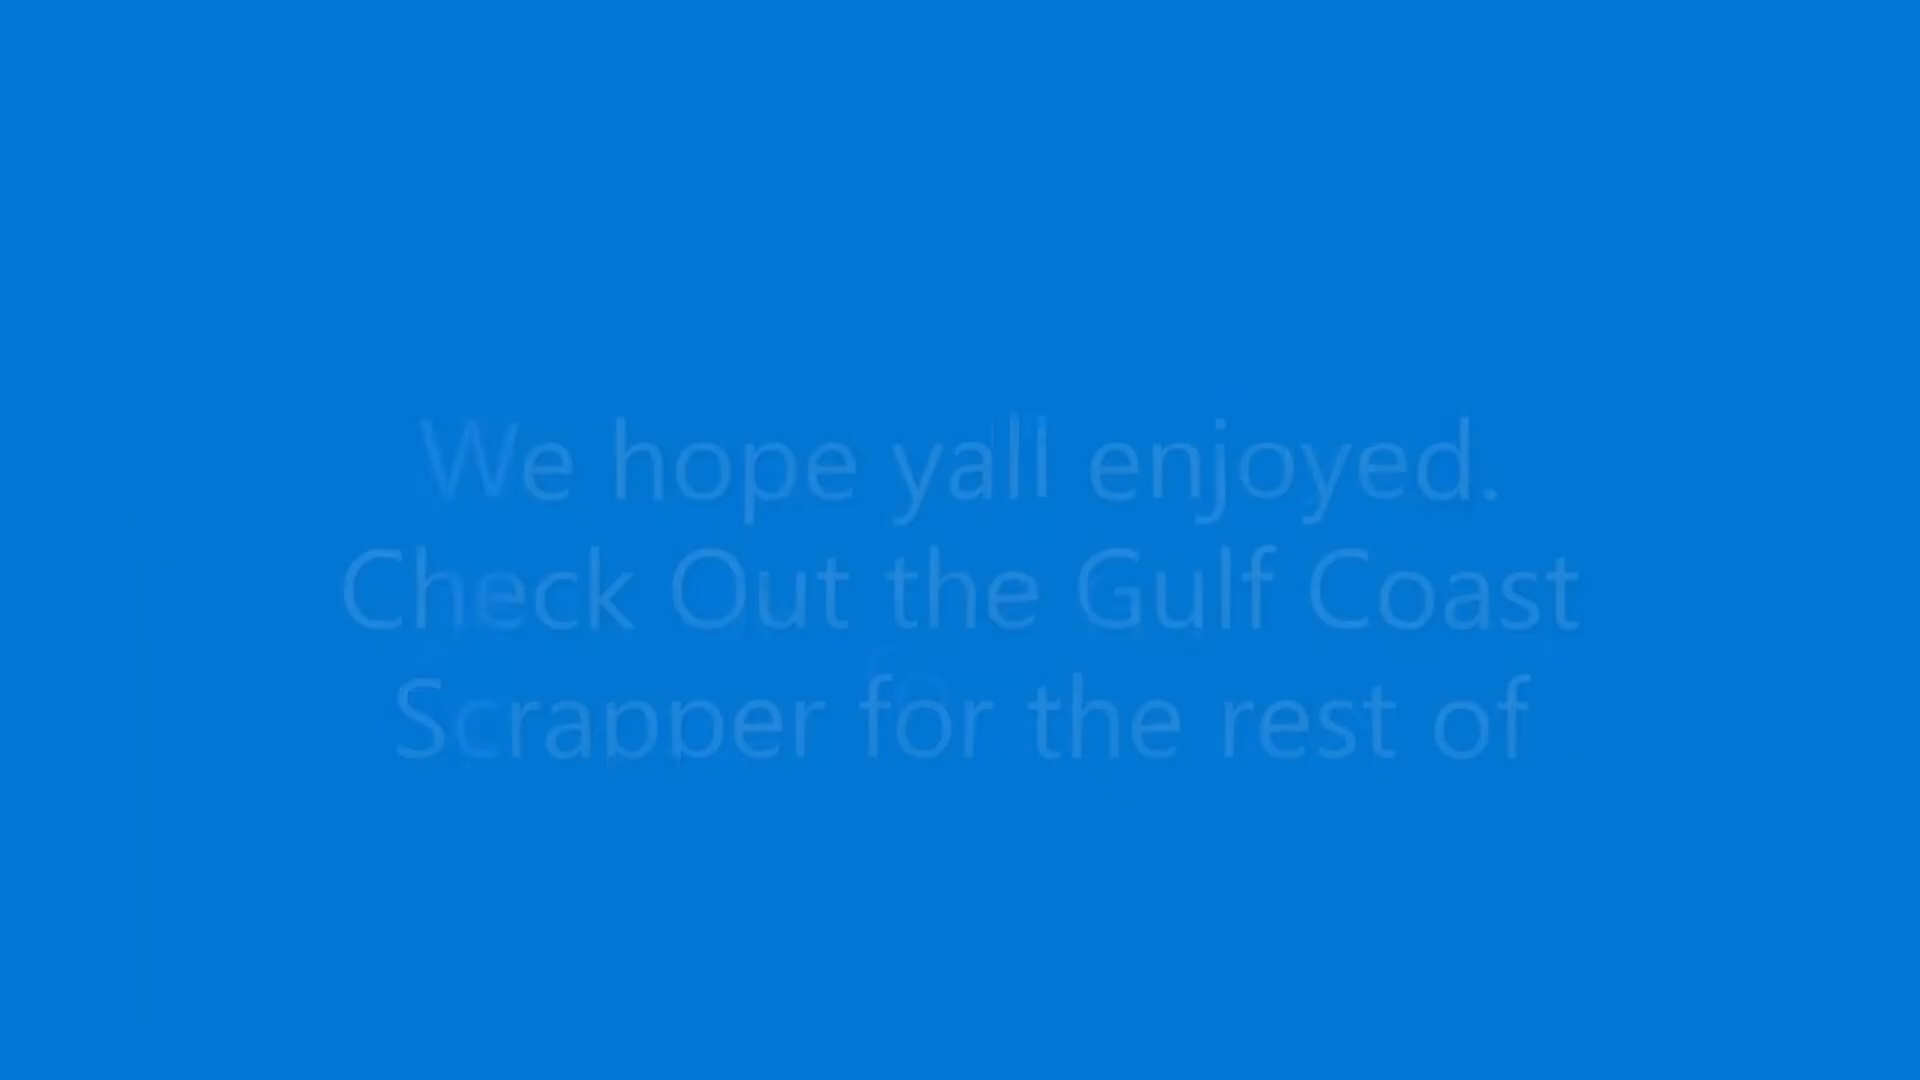 We hope yall enjoyed.
Check Out the Gulf Coast
Scrapper for the rest of